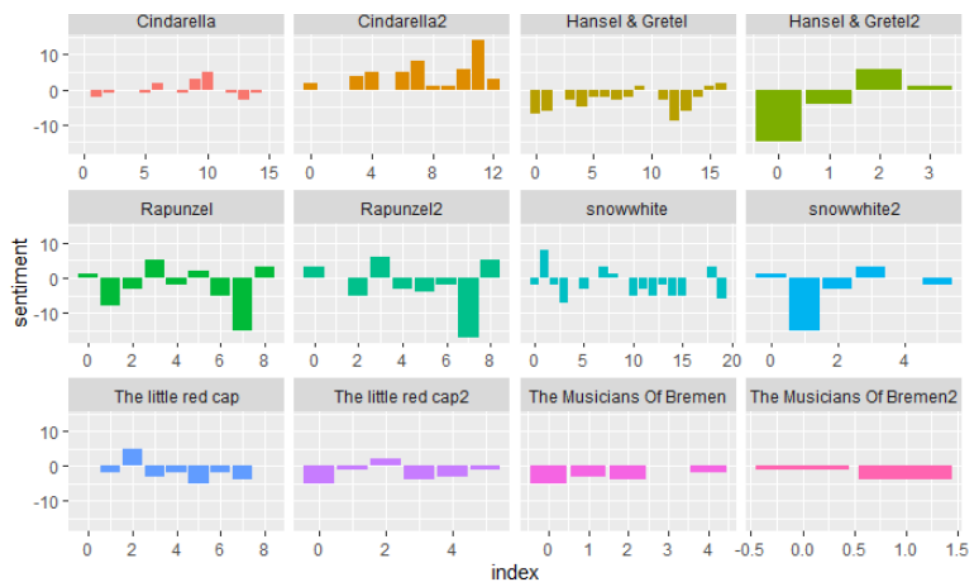 Cindarella Cindarella2 Hansel & Gretel Hansel & Gretel2
10
0
-10
0 5 10 15 0 4 8 12 0 5 10 15 0 1 2 3
Rapunzel Rapunzel2 snowwhite snowwhite2
sentiment
10
0
-10
0 2 4 6 8 0 2 4 6 8 0 5 10 15 20 0 2 4
The little red cap The little red cap2 The Musicians Of Bremen The Musicians Of Bremen2
10
0
-10
0 2 4 6 8 0 2 4 0 1 2 3 4 -0.5 0.0 0.5 1.0 1.5
index